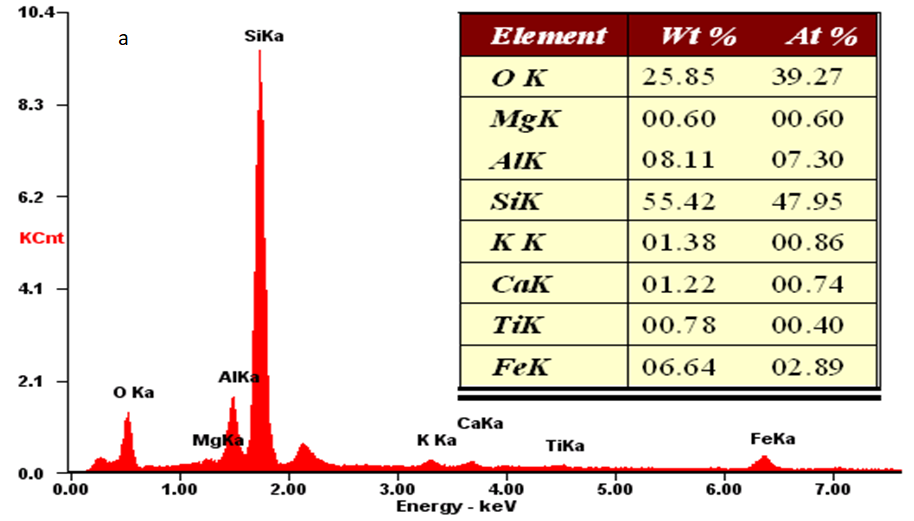 a
10.4
8.3
6.2
KCnt
4.1
2.1
0.0
SiKa
AlKa
O Ka
MgKa
K Ka
CaKa
TiKa
FeKa
0.00 1.00 2.00 3.00 4.00 5.00 6.00 7.00
Energy - keV
Element Wt % At %
O K 25.85 39.27
MgK 00.60 00.60
AlK 08.11 07.30
SiK 55.42 47.95
K K 01.38 00.86
CaK 01.22 00.74
TiK 00.78 00.40
FeK 06.64 02.89